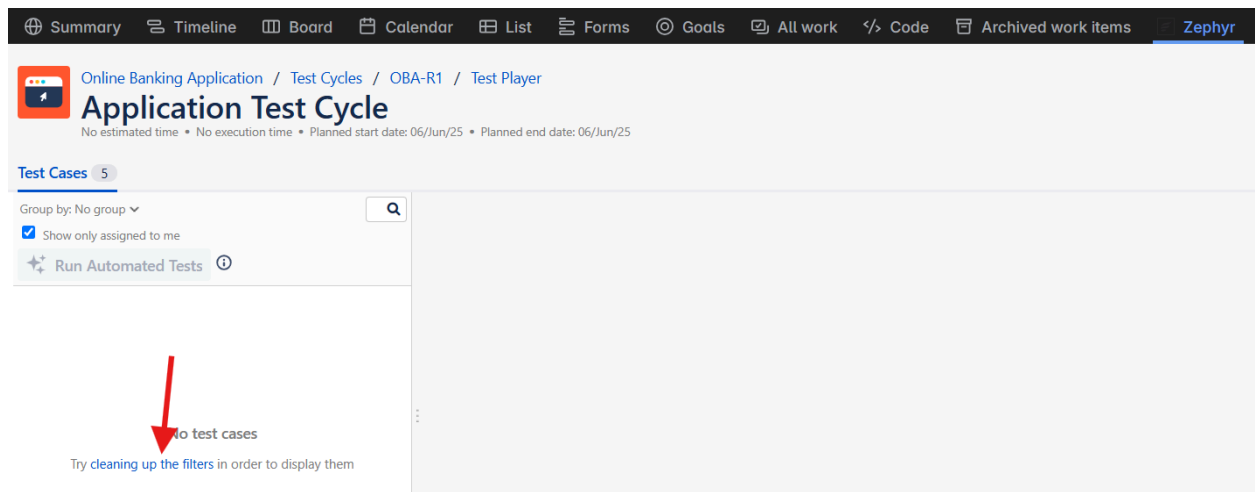 Summary Timeline Board Calendar List Forms Goals All work Code Archived work items Zephyr
Online Banking Application / Test Cycles / OBA-R1 / Test Player
Application Test Cycle
No estimated time • No execution time • Planned start date: 06/Jun/25 • Planned end date: 06/Jun/25
Test Cases 5
Group by: No group
Show only assigned to me
Run Automated Tests
No test cases
Try cleaning up the filters in order to display them